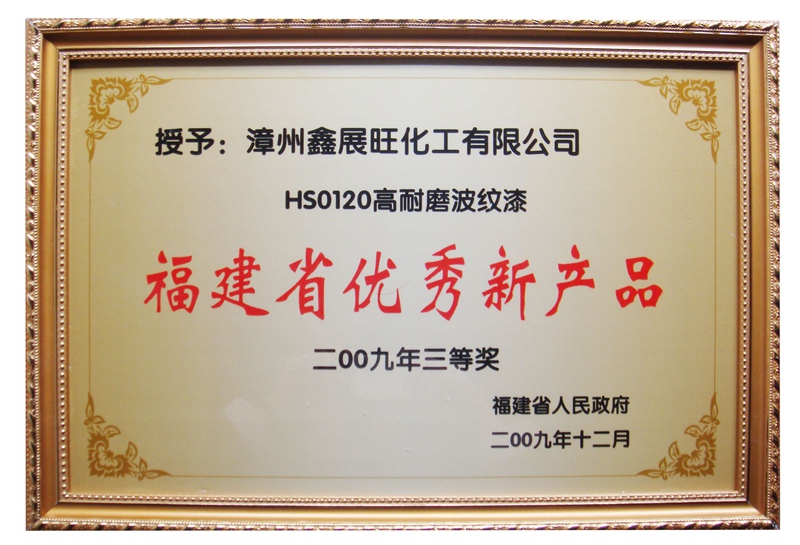 授予：漳州鑫展旺化工有限公司
HS0120高耐磨波纹漆
福建省优秀新产品
二00九年三等奖
福建省人民政府
二00九年十二月